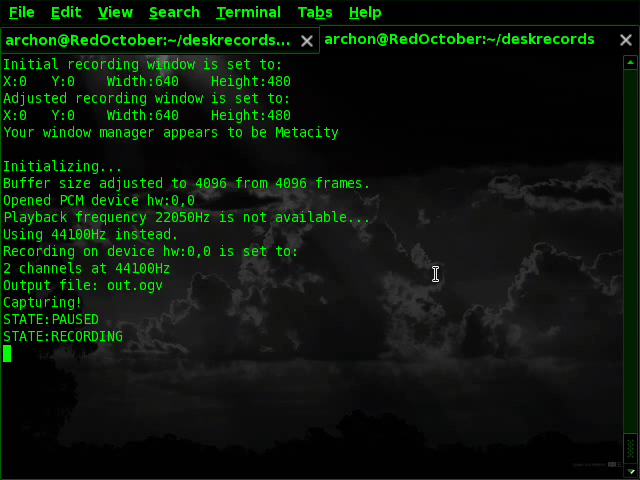 File Edit View Search Terminal Tabs Help
archon@RedOctober:~/deskrecords... archon@RedOctober:~/deskrecords
Initial recording window is set to:
X:0   Y:0    Width:640    Height:480
Adjusted recording window is set to:
X:0   Y:0    Width:640    Height:480
Your window manager appears to be Metacity
Initializing...
Buffer size adjusted to 4096 from 4096 frames.
Opened PCM device hw:0,0
Playback frequency 22050Hz is not available...
Using 44100Hz instead.
Recording on device hw:0,0 is set to:
2 channels at 44100Hz
Output file: out.ogv
Capturing!
STATE:PAUSED
STATE:RECORDING